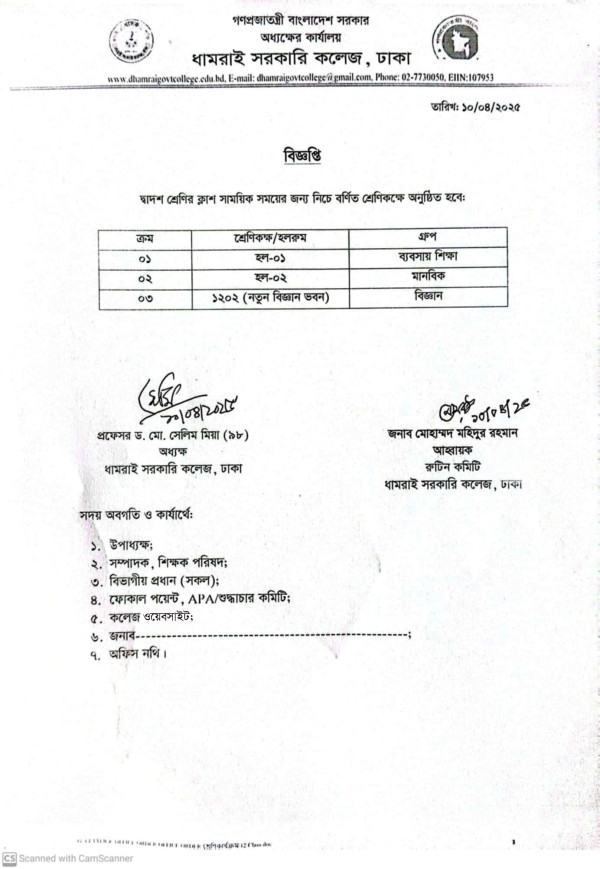 গণপ্রজাতন্ত্রী বাংলাদেশ সরকার
অধ্যক্ষের কার্যালয়
ধামরাই সরকারি কলেজ, ঢাকা
www.dhamraigovtcollege.edu.bd, E-mail: dhamraigovtcollege@gmail.com, Phone: 02-7730050, EIIN:107953
তারিখ: ১০/০৪/২০২৫
বিজ্ঞপ্তি
দ্বাদশ শ্রেণির ক্লাশ সাময়িক সময়ের জন্য নিচে বর্ণিত শ্রেণিকক্ষে অনুষ্ঠিত হবে:
ক্রম শ্রেণিকক্ষ/হলরুম গ্রুপ
০১ হল-০১ ব্যবসায় শিক্ষা
০২ হল-০২ মানবিক
০৩ ১২০২ (নতুন বিজ্ঞান ভবন) বিজ্ঞান
১০/০৪/২০২৫ ১০/০৪/২৫
প্রফেসর ড. মো. সেলিম মিয়া (৯৮) জনাব মোহাম্মদ মহিদুর রহমান
অধ্যক্ষ আহ্বায়ক
ধামরাই সরকারি কলেজ, ঢাকা রুটিন কমিটি
ধামরাই সরকারি কলেজ, ঢাকা
সদয় অবগতি ও কার্যার্থে:
১. উপাধ্যক্ষ;
২. সম্পাদক, শিক্ষক পরিষদ;
৩. বিভাগীয় প্রধান (সকল);
৪. ফোকাল পয়েন্ট, APA/শুদ্ধাচার কমিটি;
৫. কলেজ ওয়েবসাইট;
৬. জনাব----------------------------------------------------;
৭. অফিস নথি।
12 Class.doc 1
CS Scanned with CamScanner